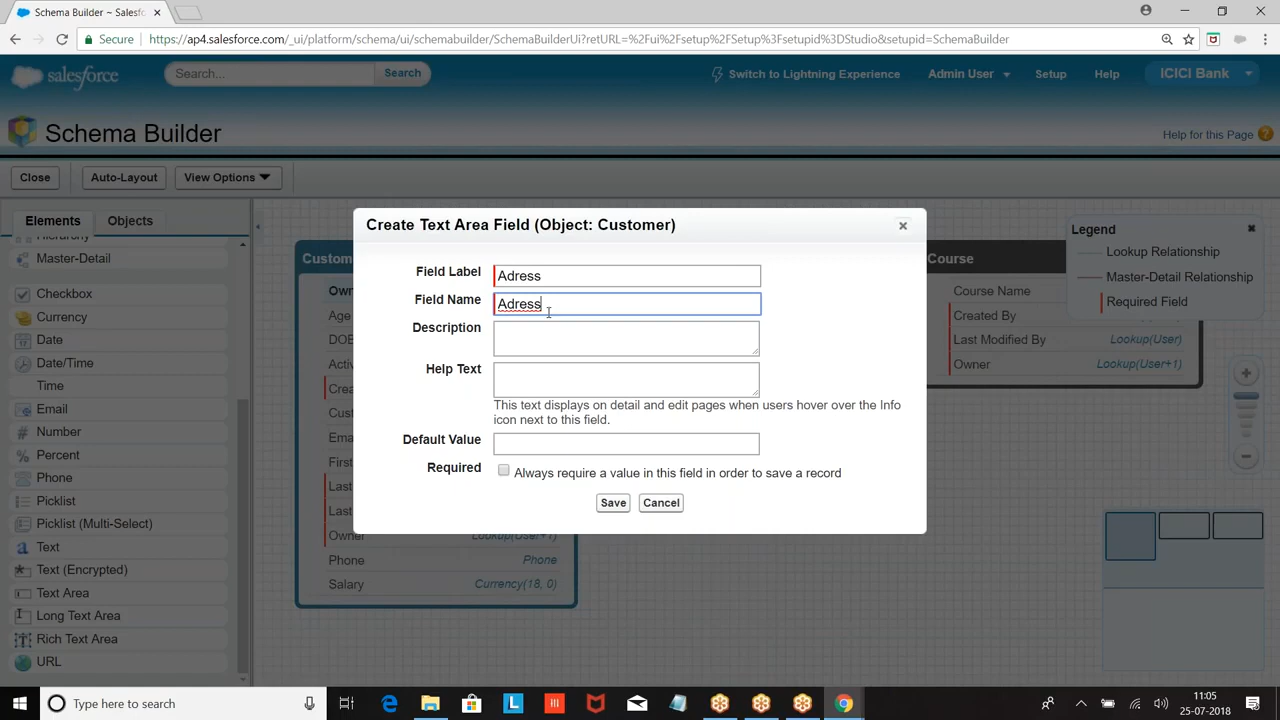 Schema Builder ~ Salesfo
Secure
https://ap4.salesforce.com/_ui/platform/schema/ui/schemabuilder/SchemaBuilderUi?retURL=%2Fui%2Fsetup%2FSetup%3Fsetupid%3DStudio&setupid=SchemaBuilder
salesforce
Search...
Search
Switch to Lightning Experience
Admin User
Setup
Help
ICICI Bank
Schema Builder
Help for this Page
Close
Auto-Layout
View Options
Elements
Objects
Hierarchy
Master-Detail
Checkbox
Currency
Date
Date/Time
Time
Email
Number
Percent
Phone
Picklist
Picklist (Multi-Select)
Text
Text (Encrypted)
Text Area
Long Text Area
Rich Text Area
URL
Custom
Own
Age
DOB
Activ
Crea
Cust
Ema
First
Last
Last
Owner
Lookup(User+1)
Phone
Phone
Salary
Currency(18, 0)
Create Text Area Field (Object: Customer)
Field Label
Adress
Field Name
Adress
Description
Help Text
This text displays on detail and edit pages when users hover over the Info
icon next to this field.
Default Value
Required
Always require a value in this field in order to save a record
Save
Cancel
Course
Course Name
Created By
Last Modified By
Lookup(User)
Owner
Lookup(User+1)
Legend
Lookup Relationship
Master-Detail Relationship
Required Field
Type here to search
11:05
25-07-2018